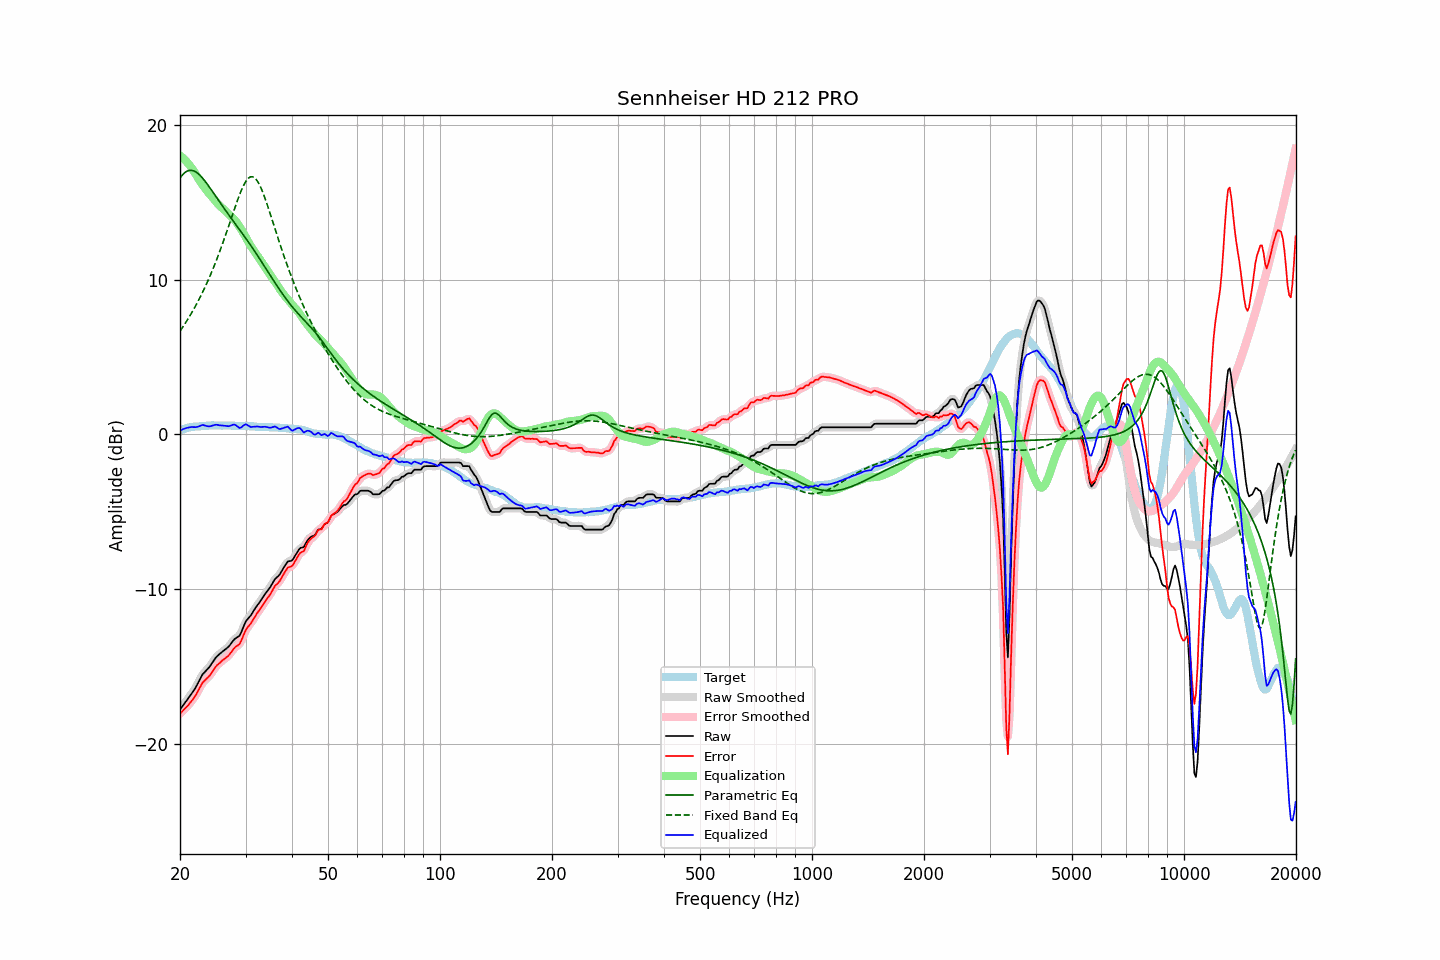 Sennheiser HD 212 PRO
20
10
0
−10
−20
Amplitude (dBr)
Target
Raw Smoothed
Error Smoothed
Raw
Error
Equalization
Parametric Eq
Fixed Band Eq
Equalized
20 50 100 200 500 1000 2000 5000 10000 20000
Frequency (Hz)